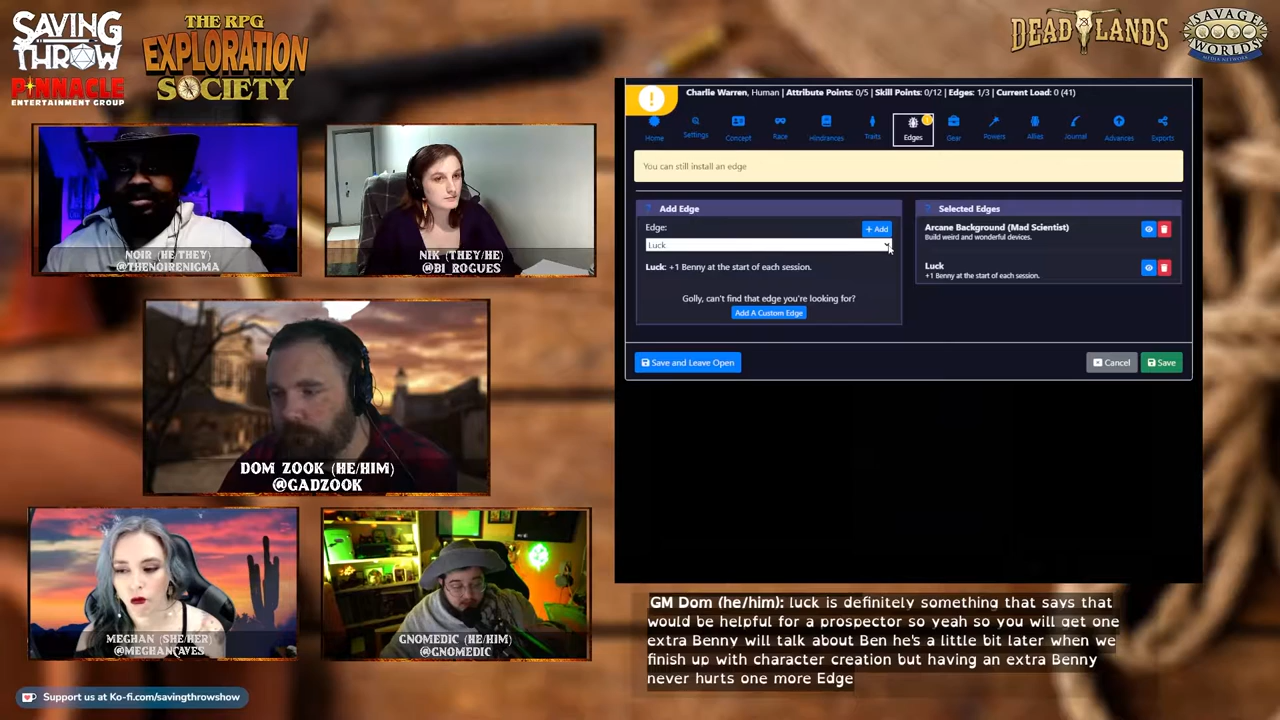 SAVING
THROW
PINNACLE
ENTERTAINMENT GROUP
THE RPG
EXPLORATION
SOCIETY
DEADLANDS
SAVAGE
WORLDS
MEDIA NETWORK
NOIR (HE/THEY)
@THENOIRENIGMA
NIK (THEY/HE)
@BI_ROGUES
DOM ZOOK (HE/HIM)
@GADZOOK
MEGHAN (SHE/HER)
@MEGHANCAVES
GNOMEDIC (HE/HIM)
@GNOMEDIC
Support us at Ko-fi.com/savingthrowshow
Charlie Warren, Human | Attribute Points: 0/5 | Skill Points: 0/12 | Edges: 1/3 | Current Load: 0 (41)
Home Settings Concept Race Hindrances Traits Edges Gear Powers Allies Journal Advances Exports
You can still install an edge
? Add Edge
Edge:
+ Add
Luck
Luck: +1 Benny at the start of each session.
Golly, can't find that edge you're looking for?
Add A Custom Edge
? Selected Edges
Arcane Background (Mad Scientist)
Build weird and wonderful devices.
Luck
+1 Benny at the start of each session.
Save and Leave Open
Cancel Save
GM Dom (he/him): luck is definitely something that says that
would be helpful for a prospector so yeah so you will get one
extra Benny will talk about Ben he's a little bit later when we
finish up with character creation but having an extra Benny
never hurts one more Edge